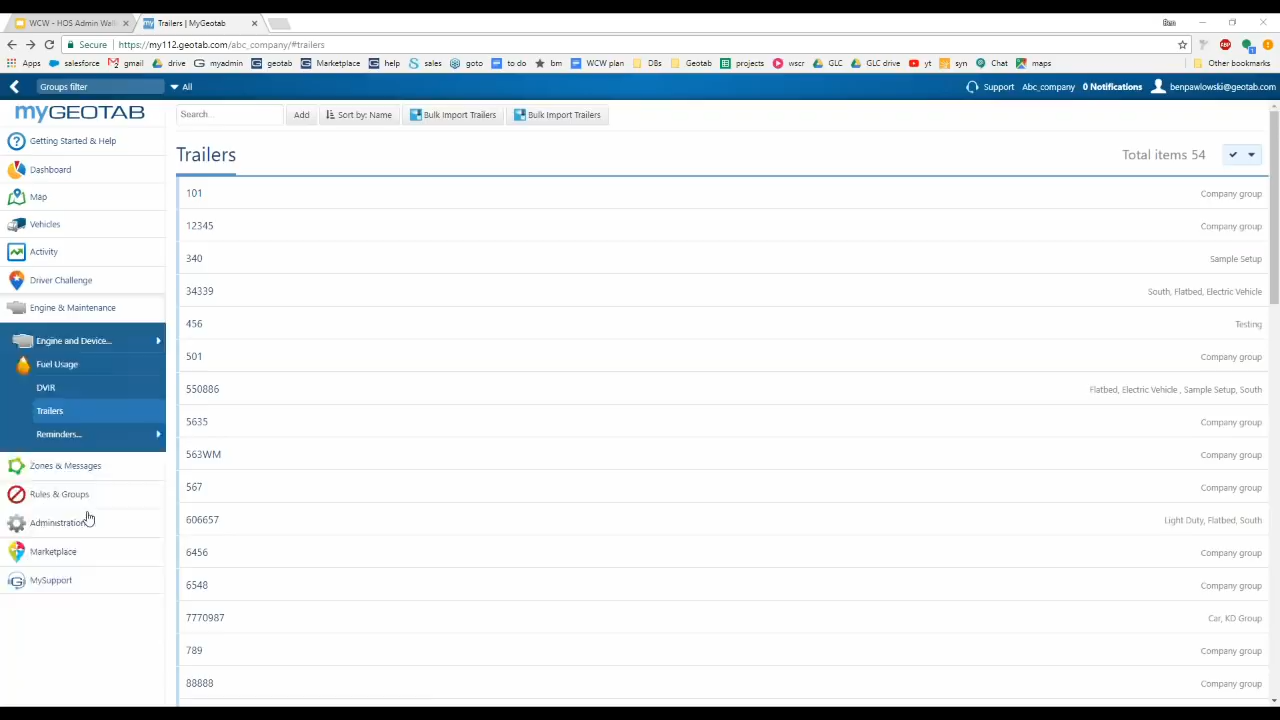 WCW - HOS Admin Walk
Trailers | MyGeotab
Ben
Secure
https://my112.geotab.com/abc_company/#trailers
Apps salesforce gmail drive myadmin geotab Marketplace help sales goto to do bm WCW plan DBs Geotab projects wscr GLC GLC drive yt syn Chat maps Other bookmarks
Groups filter All Support Abc_company 0 Notifications benpawlowski@geotab.com
my GEOTAB
Search... Add Sort by: Name Bulk Import Trailers Bulk Import Trailers
Getting Started & Help
Dashboard
Map
Vehicles
Activity
Driver Challenge
Engine & Maintenance
Engine and Device...
Fuel Usage
DVIR
Trailers
Reminders...
Zones & Messages
Rules & Groups
Administration
Marketplace
MySupport
Trailers Total items 54
101 Company group
12345 Company group
340 Sample Setup
34339 South, Flatbed, Electric Vehicle
456 Testing
501 Company group
550886 Flatbed, Electric Vehicle , Sample Setup, South
5635 Company group
563WM Company group
567 Company group
606657 Light Duty, Flatbed, South
6456 Company group
6548 Company group
7770987 Car, KD Group
789 Company group
88888 Company group